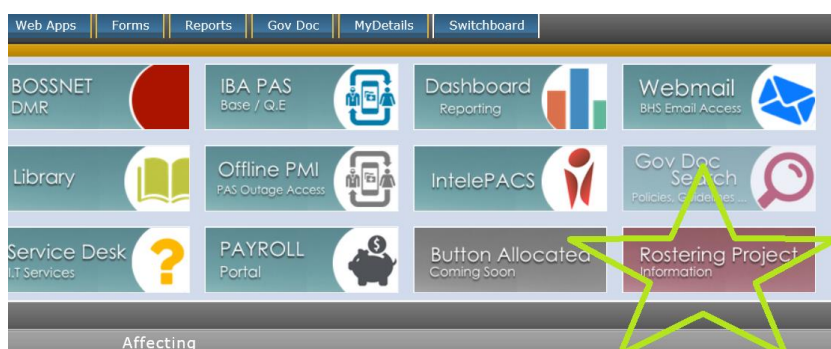 Web Apps Forms Reports Gov Doc MyDetails Switchboard
BOSSNET
DMR
IBA PAS
Base / Q.E
Dashboard
Reporting
Webmail
BHS Email Access
Library
Offline PMI
PAS Outage Access
IntelePACS
Gov Doc
Search
Policies, Guidelines ...
Service Desk
I.T Services
PAYROLL
Portal
Button Allocated
Coming Soon
Rostering Project
Information
Affecting